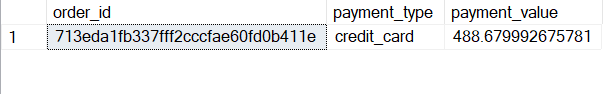 order_id payment_type payment_value
1 713eda1fb337fff2cccfae60fd0b411e credit_card 488.679992675781